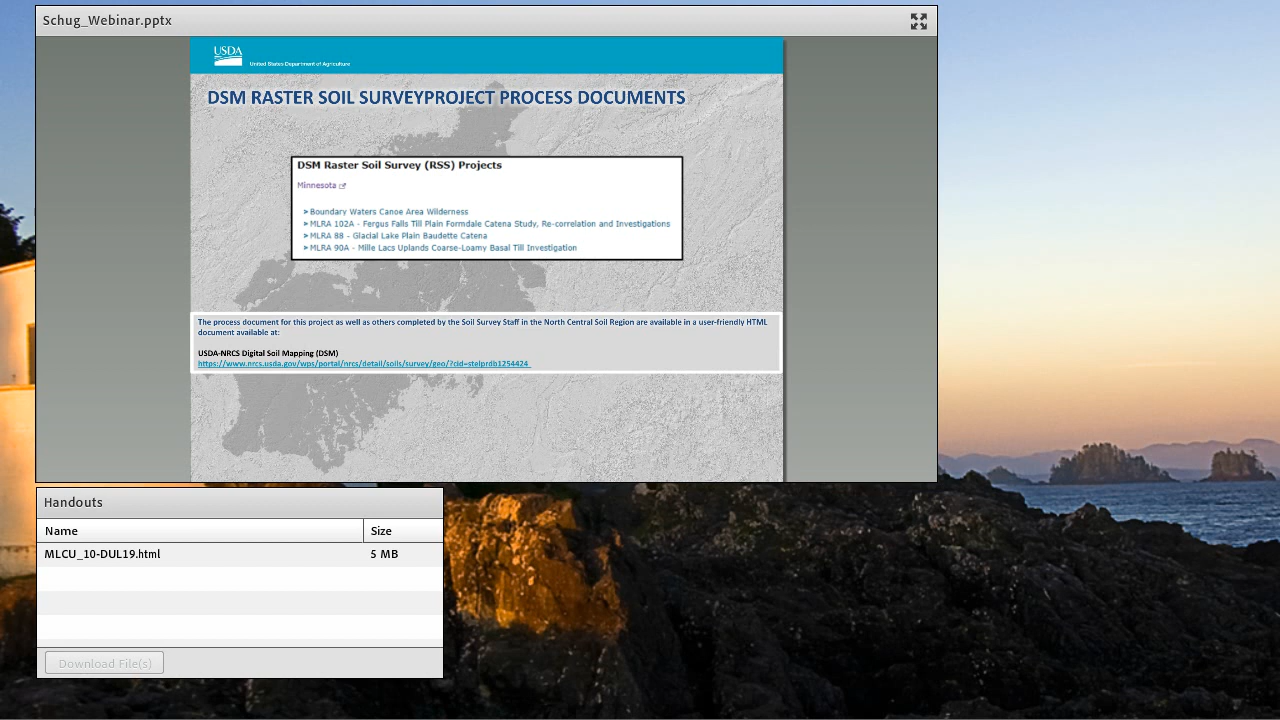 Schug_Webinar.pptx
USDA
United States Department of Agriculture
DSM RASTER SOIL SURVEYPROJECT PROCESS DOCUMENTS
DSM Raster Soil Survey (RSS) Projects
Minnesota
➤ Boundary Waters Canoe Area Wilderness
➤ MLRA 102A - Fergus Falls Till Plain Formdale Catena Study, Re-correlation and Investigations
➤ MLRA 88 - Glacial Lake Plain Baudette Catena
➤ MLRA 90A - Mille Lacs Uplands Coarse-Loamy Basal Till Investigation
The process document for this project as well as others completed by the Soil Survey Staff in the North Central Soil Region are available in a user-friendly HTML
document available at:
USDA-NRCS Digital Soil Mapping (DSM)
https://www.nrcs.usda.gov/wps/portal/nrcs/detail/soils/survey/geo/?cid=stelprdb1254424
Handouts
Name Size
MLCU_10-DUL19.html 5 MB
Download File(s)